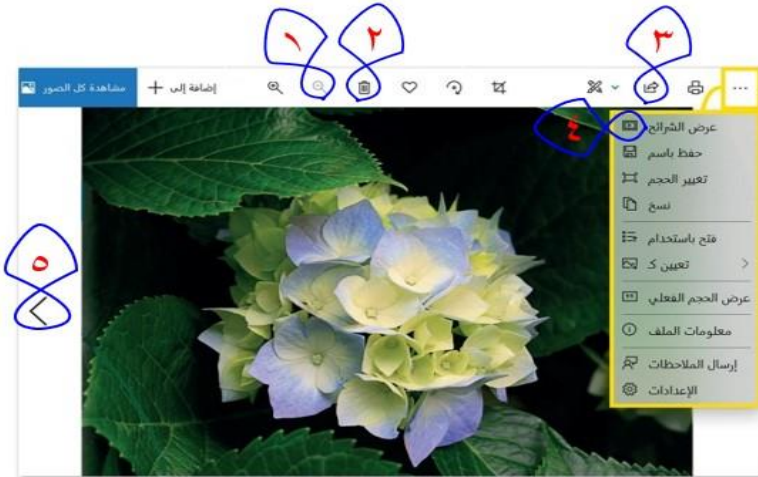 ١
٢
٣
مشاهدة كل الصور
إضافة إلى
٤
عرض الشرائح
حفظ باسم
تغيير الحجم
نسخ
فتح باستخدام
تعيين كـ
عرض الحجم الفعلي
معلومات الملف
إرسال الملاحظات
الإعدادات
٥